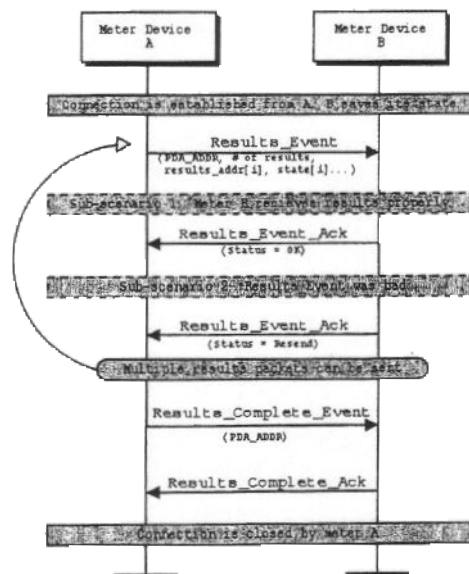 Meter Device
A
Meter Device
B
Connection is established from A, B saves its state
Results_Event
(PDA_ADDR, # of results,
results_addr[i], state[i]...)
Sub-scenario 1: Meter B recieves results properly
Results_Event_Ack
(Status = OK)
Sub-scenario 2: Results_Event was bad
Results_Event_Ack
(Status = Resend)
Multiple results packets can be sent
Results_Complete_Event
(PDA_ADDR)
Results_Complete_Ack
Connection is closed by meter A